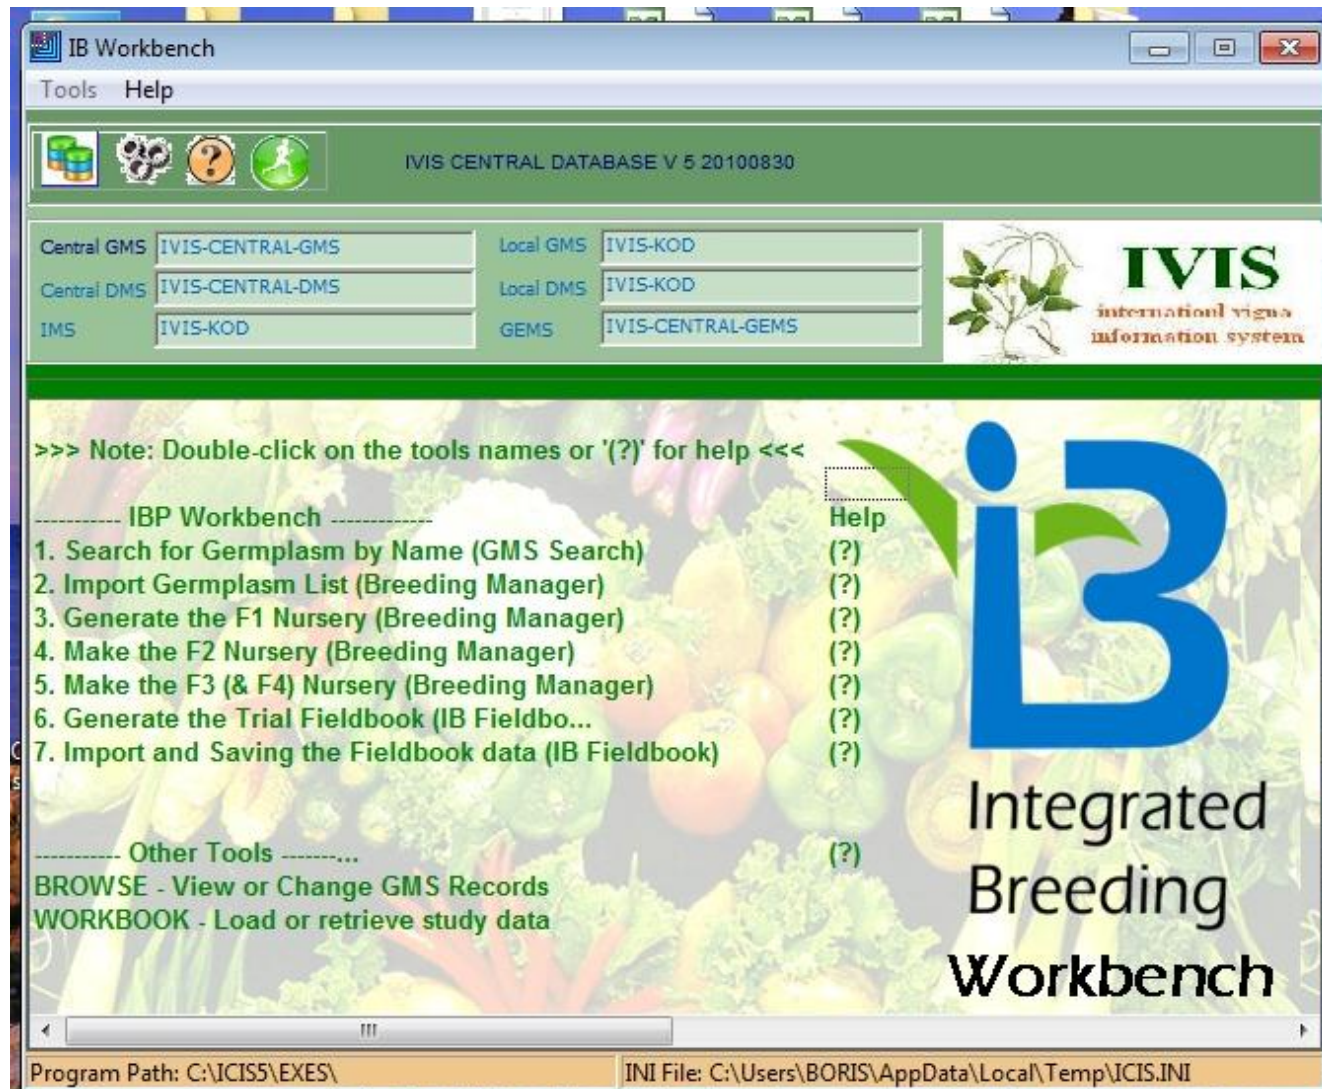 IB Workbench
Tools Help
IVIS CENTRAL DATABASE V 5 20100830
Central GMS IVIS-CENTRAL-GMS Local GMS IVIS-KOD
Central DMS IVIS-CENTRAL-DMS Local DMS IVIS-KOD
IMS IVIS-KOD GEMS IVIS-CENTRAL-GEMS
IVIS
internationl vigna
information system
>>> Note: Double-click on the tools names or '(?)' for help <<<
----------- IBP Workbench ------------- Help
1. Search for Germplasm by Name (GMS Search) (?)
2. Import Germplasm List (Breeding Manager) (?)
3. Generate the F1 Nursery (Breeding Manager) (?)
4. Make the F2 Nursery (Breeding Manager) (?)
5. Make the F3 (& F4) Nursery (Breeding Manager) (?)
6. Generate the Trial Fieldbook (IB Fieldbo... (?)
7. Import and Saving the Fieldbook data (IB Fieldbook) (?)
----------- Other Tools -------... (?)
BROWSE - View or Change GMS Records
WORKBOOK - Load or retrieve study data
iB
Integrated
Breeding
Workbench
Program Path: C:\ICIS5\EXES\ INI File: C:\Users\BORIS\AppData\Local\Temp\ICIS.INI